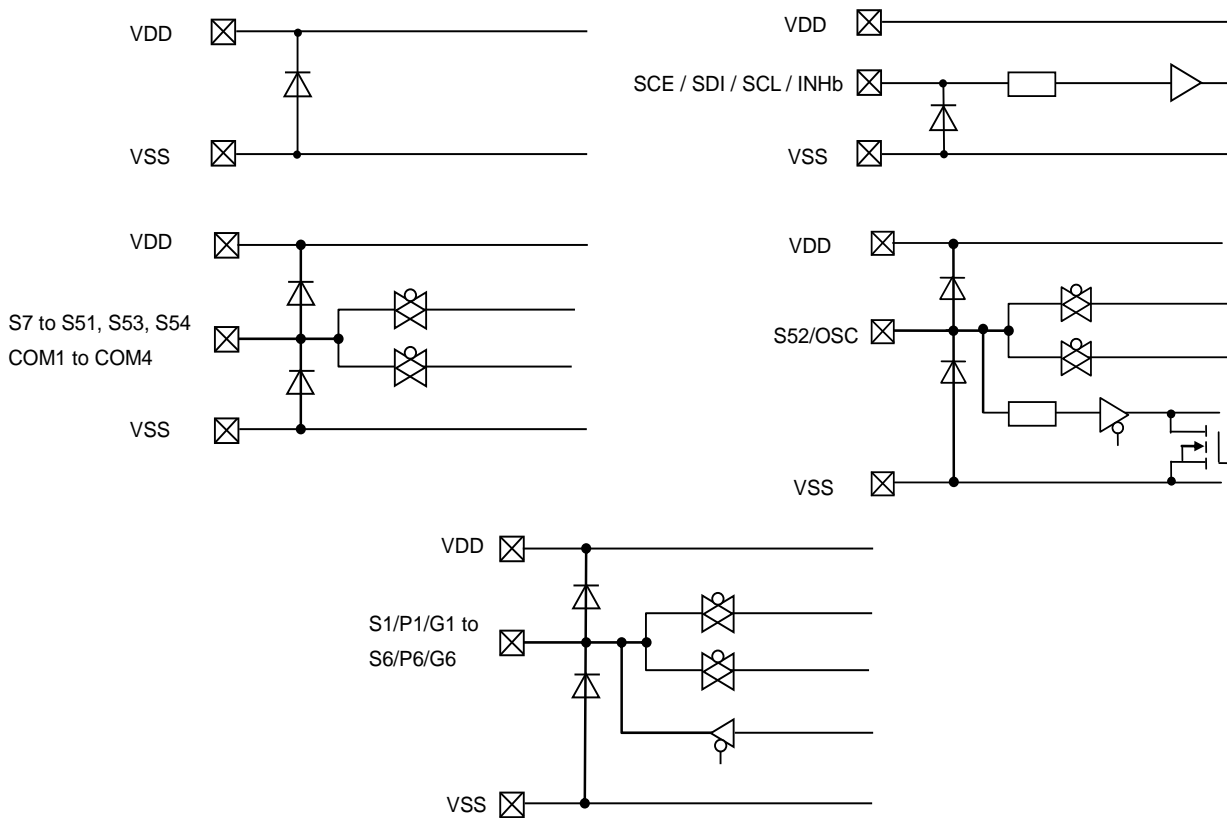 VDD
VSS
VDD
SCE / SDI / SCL / INHb
VSS
VDD
S7 to S51, S53, S54
COM1 to COM4
VSS
VDD
S52/OSC
VSS
VDD
S1/P1/G1 to
S6/P6/G6
VSS